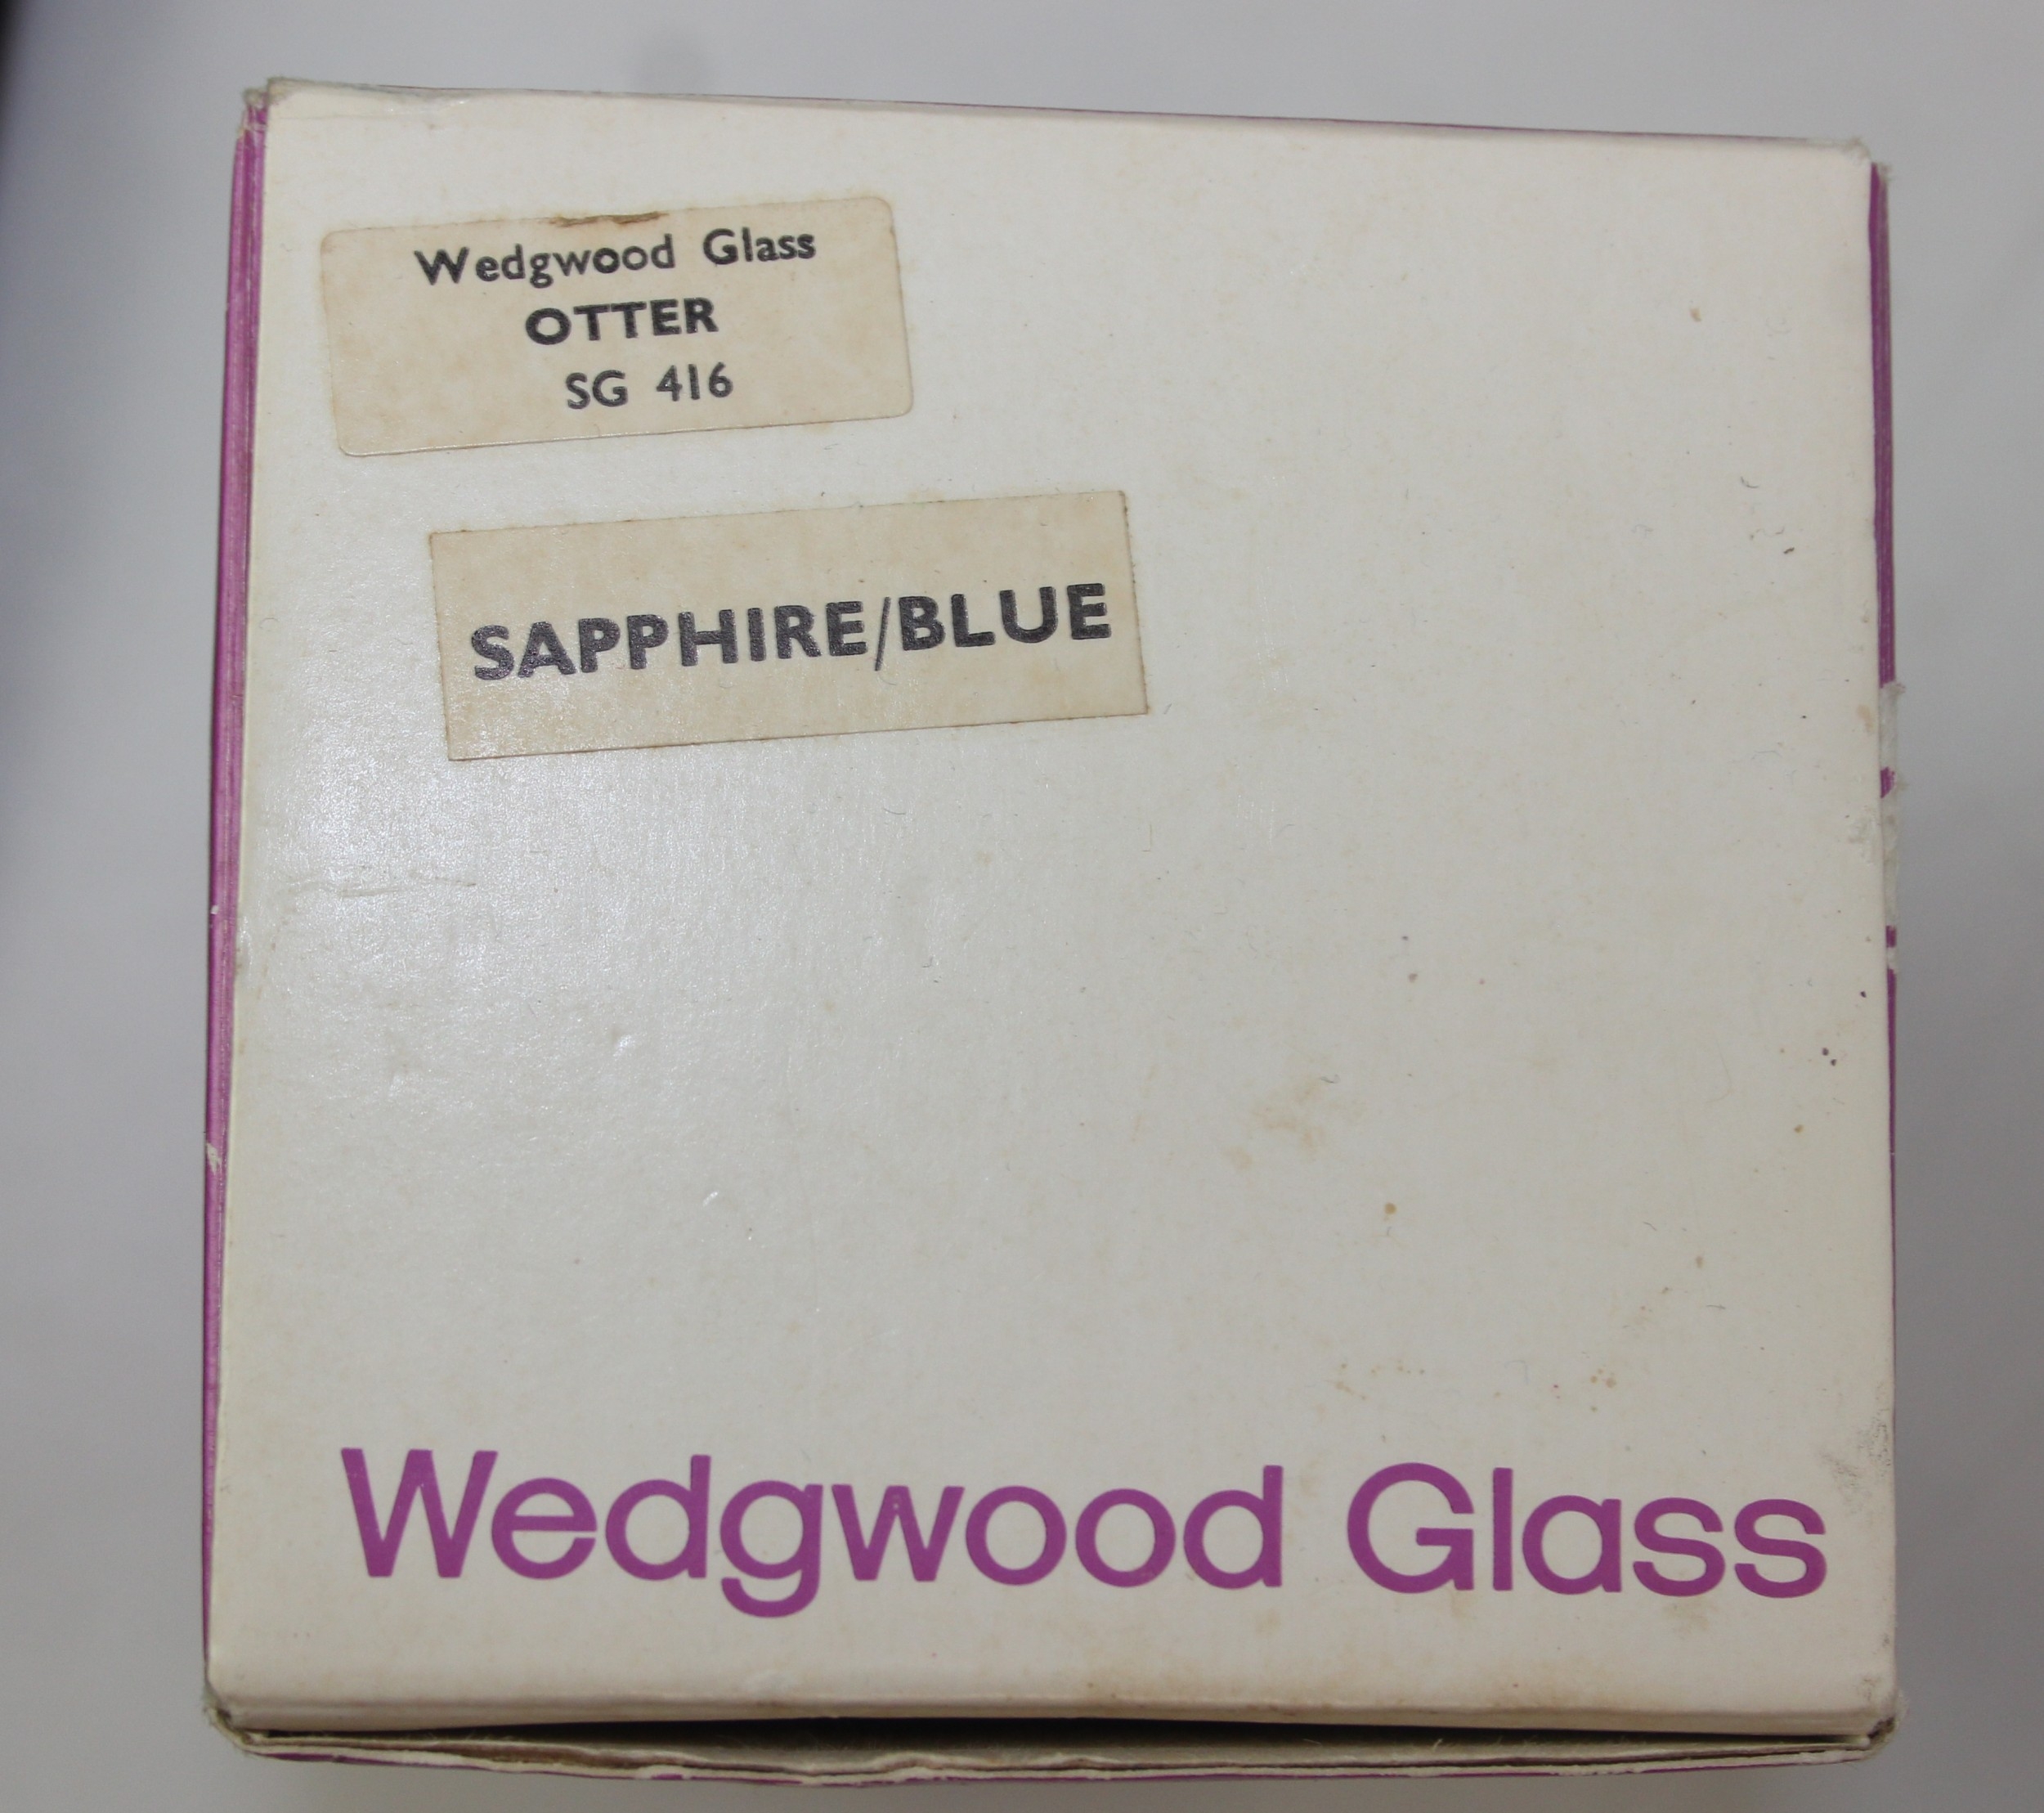 Wedgwood Glass
OTTER
SG 416
SAPPHIRE/BLUE
Wedgwood Glass